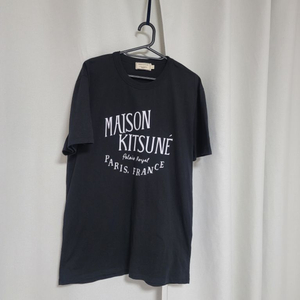 MAISON
KITSUNÉ
Palais Royal
PARIS, FRANCE